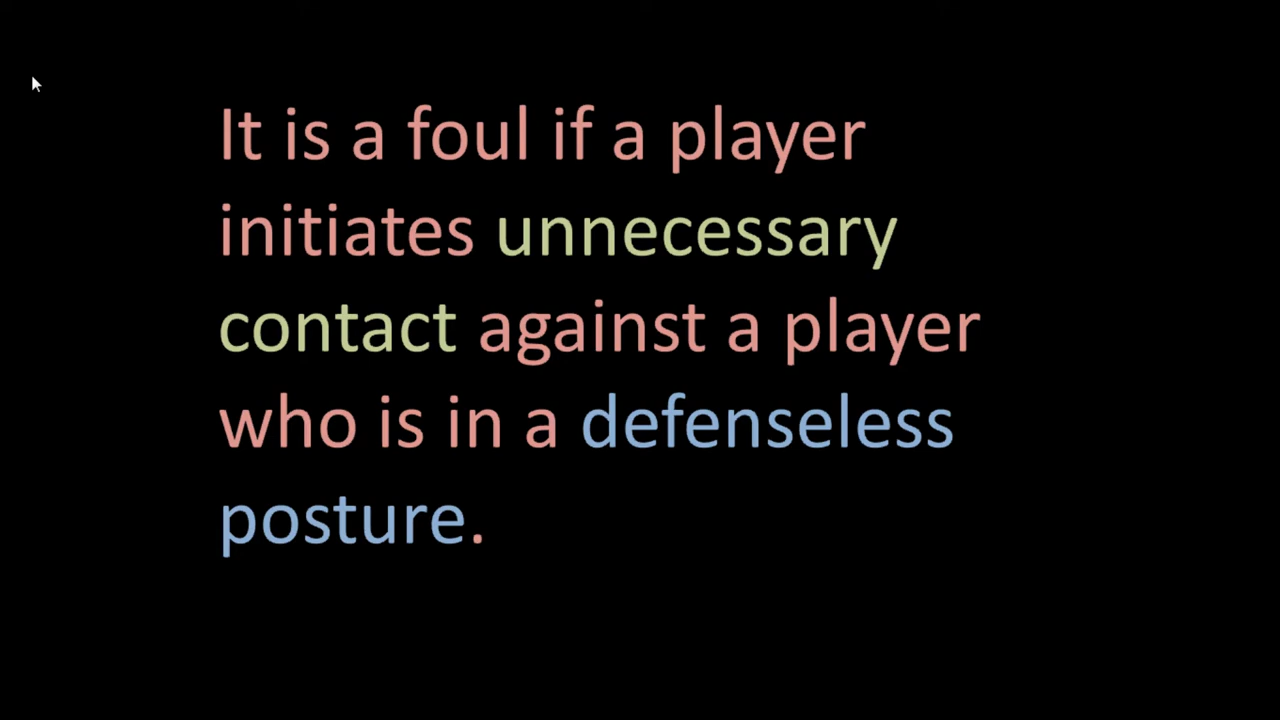 It is a foul if a player
initiates unnecessary
contact against a player
who is in a defenseless
posture.